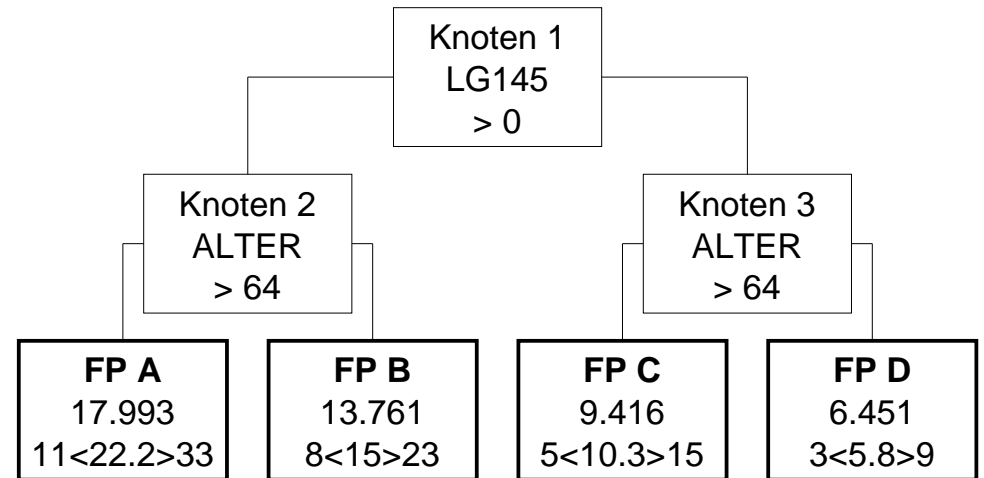 Knoten 1
LG145
> 0
Knoten 2
ALTER
> 64
Knoten 3
ALTER
> 64
FP A
17.993
11<22.2>33
FP B
13.761
8<15>23
FP C
9.416
5<10.3>15
FP D
6.451
3<5.8>9